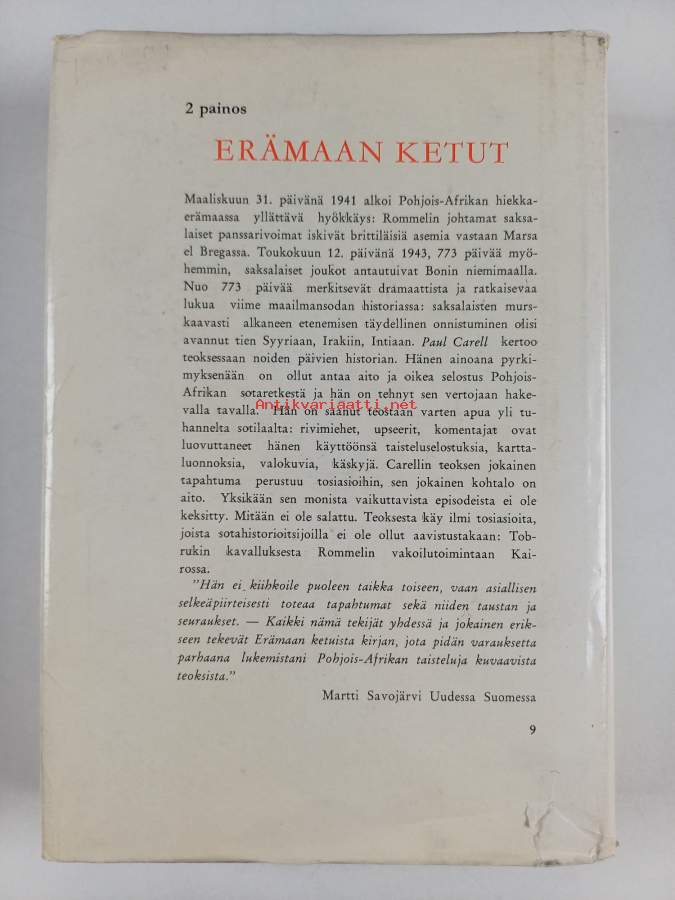 2 painos
ERÄMAAN KETUT
Maaliskuun 31. päivänä 1941 alkoi Pohjois-Afrikan hiekka-
erämaassa yllättävä hyökkäys: Rommelin johtamat saksa-
laiset panssarivoimat iskivät brittiläisiä asemia vastaan Marsa
el Bregassa. Toukokuun 12. päivänä 1943, 773 päivää myö-
hemmin, saksalaiset joukot antautuivat Bonin niemimaalla.
Nuo 773 päivää merkitsevät dramaattista ja ratkaisevaa
lukua viime maailmansodan historiassa: saksalaisten mursk-
kaavasti alkaneen etenemisen täydellinen onnistuminen olisi
avannut tien Syyriaan, Irakiin, Intiaan. Paul Carell kertoo
teoksessaan noiden päivien historian. Hänen ainoana pyrki-
myksenään on ollut antaa aito ja oikea selostus Pohjois-
Afrikan sotaretkestä ja hän on tehnyt sen vertojaan hake-
valla tavalla. Hän on saanut teostaan varten apua yli tu-
Antikvariaatti.net
hannelta sotilaalta: rivimiehet, upseerit, komentajat ovat
luovuttaneet hänen käyttöönsä taisteluselostuksia, kartta-
luonnoksia, valokuvia, käskyjä. Carellin teoksen jokainen
tapahtuma perustuu tosiasioihin, sen jokainen kohtalo on
aito. Yksikään sen monista vaikuttavista episodeista ei ole
keksitty. Mitään ei ole salattu. Teoksesta käy ilmi tosiasioita,
joista sotahistorioitsijoilla ei ole ollut aavistustakaan: Tob-
rukin kavalluksesta Rommelin vakoilutoimintaan Kai-
rossa.
"Hän ei kiihkoile puoleen taikka toiseen, vaan asiallisen
selkeäpiirteisesti toteaa tapahtumat sekä niiden taustan ja
seuraukset. — Kaikki nämä tekijät yhdessä ja jokainen erik-
seen tekevät Erämaan ketuista kirjan, jota pidän varauksetta
parhaana lukemistani Pohjois-Afrikan taisteluja kuvaavista
teoksista."
Martti Savojärvi Uudessa Suomessa
9